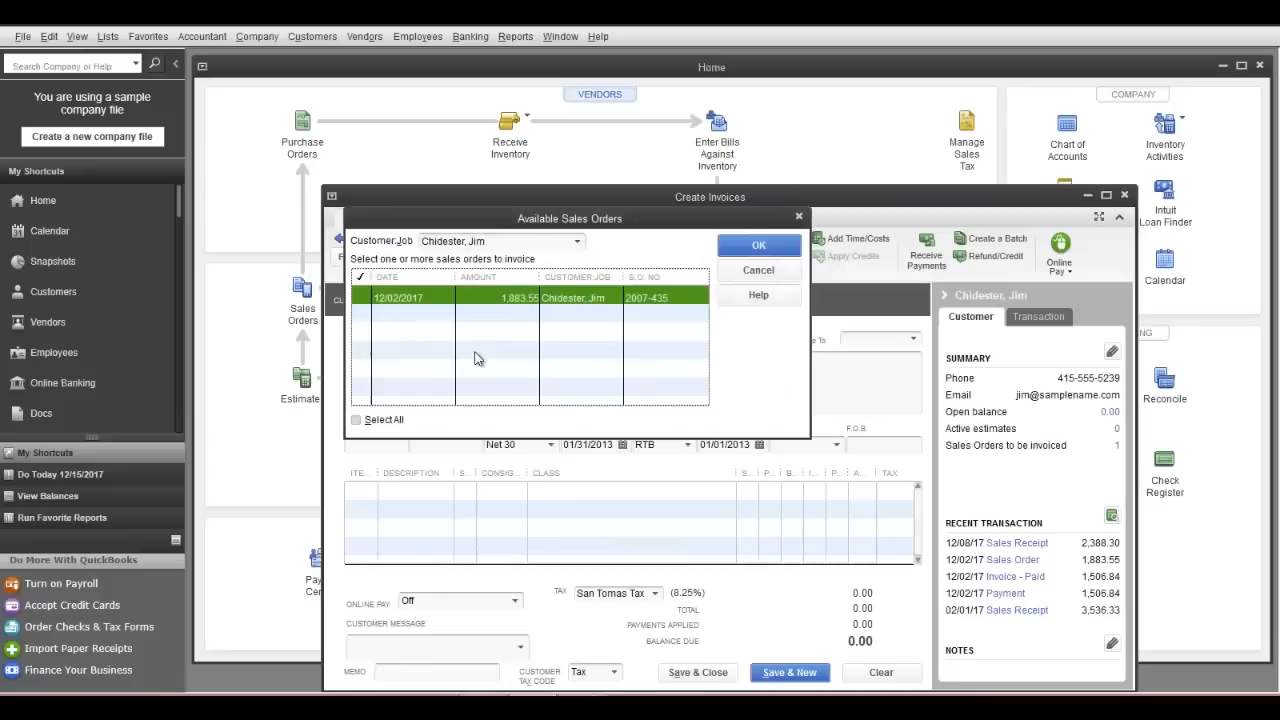 File Edit View Lists Favorites Accountant Company Customers Vendors Employees Banking Reports Window Help
Search Company or Help
Home
You are using a sample
company file
Create a new company file
My Shortcuts
Home
Calendar
Snapshots
Customers
Vendors
Employees
Online Banking
Docs
My Shortcuts
Do Today 12/15/2017
View Balances
Run Favorite Reports
Do More With QuickBooks
Turn on Payroll
Accept Credit Cards
Order Checks & Tax Forms
Import Paper Receipts
Finance Your Business
VENDORS
Purchase
Orders
Receive
Inventory
Enter Bills
Against
Inventory
Manage
Sales
Tax
Sales
Orders
Estimate
COMPANY
Chart of
Accounts
Inventory
Activities
Intuit
Loan Finder
Calendar
Reconcile
Check
Register
Create Invoices
Add Time/Costs
Apply Credits
Receive
Payments
Create a Batch
Refund/Credit
Online
Pay
Available Sales Orders
Customer:Job Chidester, Jim
Select one or more sales orders to invoice
DATE AMOUNT CUSTOMER:JOB S.O. NO
12/02/2017 1,883.55 Chidester, Jim 2007-435
Select All
OK
Cancel
Help
F.O.B.
Net 30 01/31/2013 RTB 01/01/2013
ITE... DESCRIPTION S... CONSIG... CLASS S... P... B... I... P... A... TAX
TAX San Tomas Tax (8.25%) 0.00
ONLINE PAY Off
TOTAL 0.00
CUSTOMER MESSAGE
PAYMENTS APPLIED 0.00
BALANCE DUE 0.00
MEMO
CUSTOMER
TAX CODE
Tax
Save & Close
Save & New
Clear
Chidester, Jim
Customer Transaction
SUMMARY
Phone 415-555-5239
Email jim@samplename.com
Open balance 0.00
Active estimates 0
Sales Orders to be invoiced 1
RECENT TRANSACTION
12/08/17 Sales Receipt 2,388.30
12/02/17 Sales Order 1,883.55
12/02/17 Invoice - Paid 1,506.84
12/02/17 Payment 1,506.84
02/01/17 Sales Receipt 3,536.33
NOTES